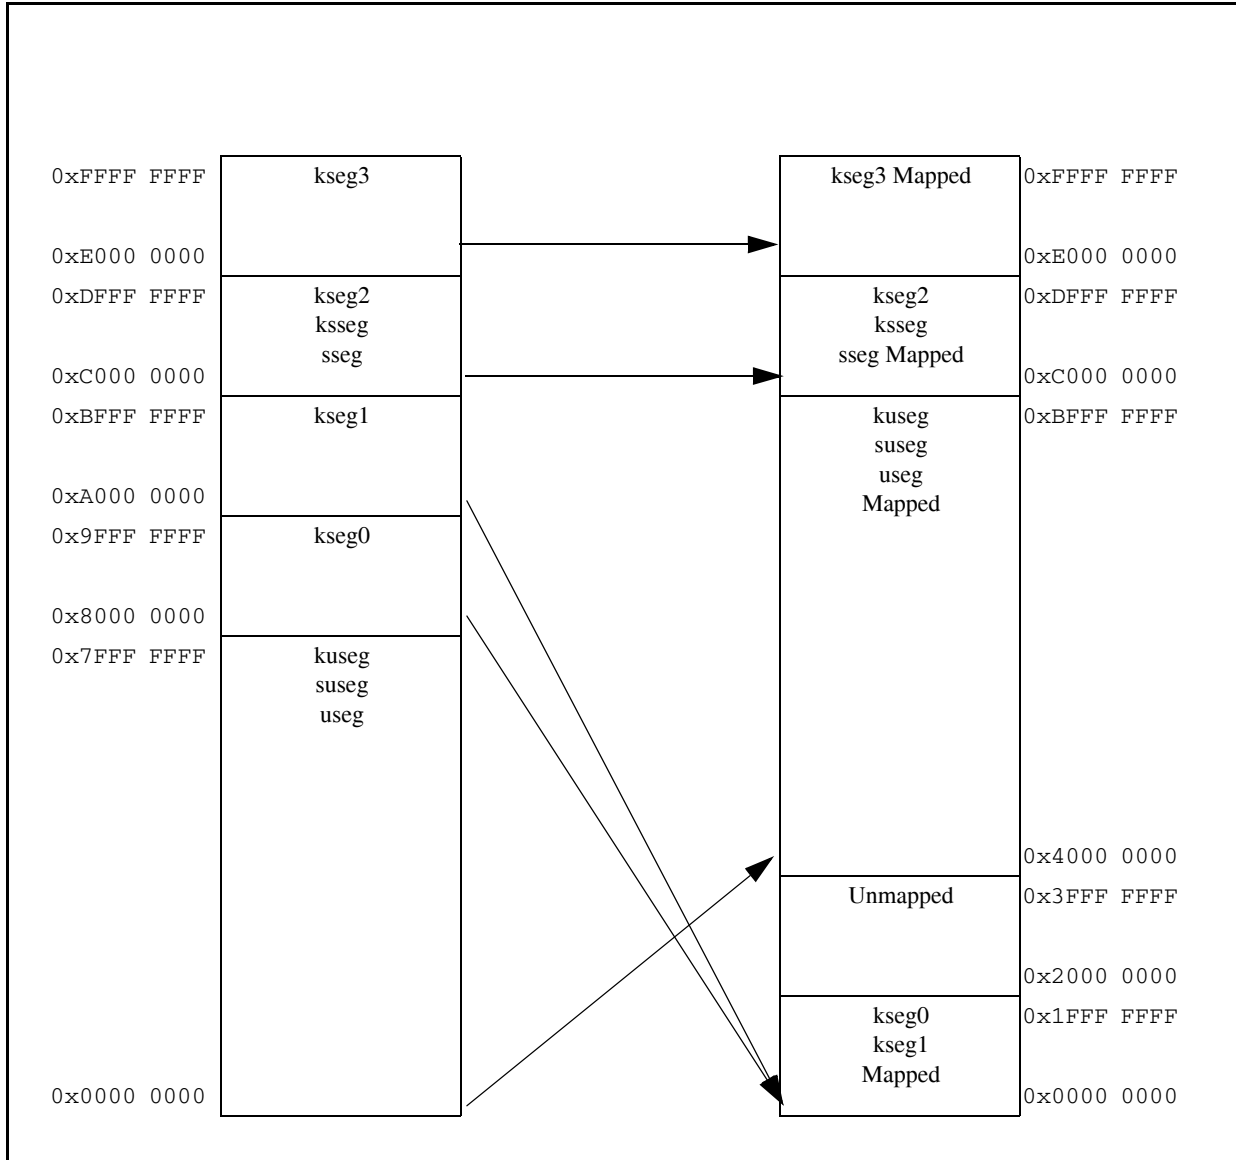 0xFFFF FFFF kseg3 kseg3 Mapped 0xFFFF FFFF
0xE000 0000 0xE000 0000
0xDFFF FFFF kseg2 kseg2 0xDFFF FFFF
ksseg ksseg
sseg sseg Mapped
0xC000 0000 0xC000 0000
0xBFFF FFFF kseg1 kuseg 0xBFFF FFFF
suseg
useg
0xA000 0000 Mapped
0x9FFF FFFF kseg0
0x8000 0000
0x7FFF FFFF kuseg
suseg
useg
0x4000 0000
Unmapped 0x3FFF FFFF
0x2000 0000
kseg0 0x1FFF FFFF
kseg1
Mapped
0x0000 0000 0x0000 0000